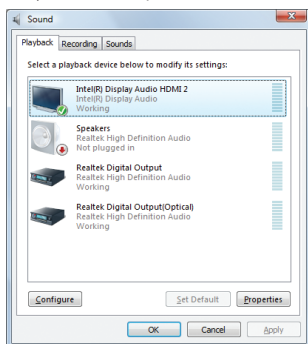 Sound
Playback Recording Sounds
Select a playback device below to modify its settings:
Intel(R) Display Audio HDMI 2
Intel(R) Display Audio
Working
Speakers
Realtek High Definition Audio
Not plugged in
Realtek Digital Output
Realtek High Definition Audio
Working
Realtek Digital Output(Optical)
Realtek High Definition Audio
Working
Configure Set Default Properties
OK Cancel Apply